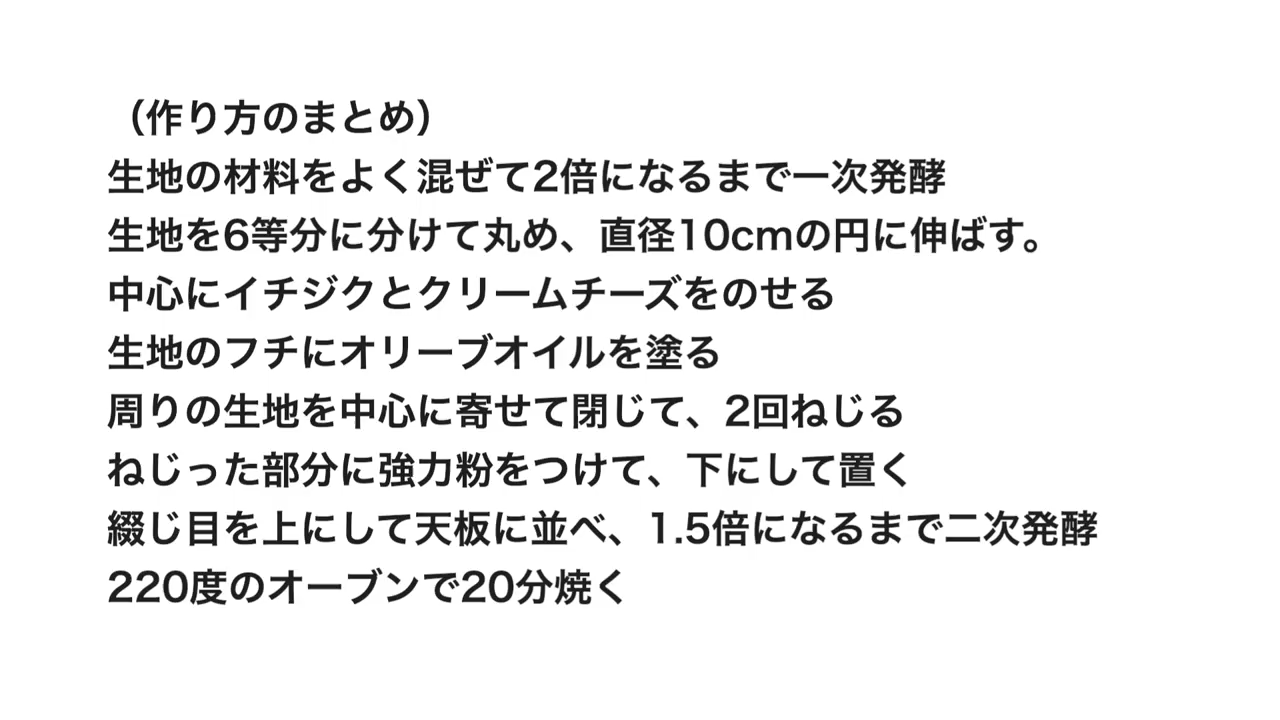 （作り方のまとめ）
生地の材料をよく混ぜて2倍になるまで一次発酵
生地を6等分に分けて丸め、直径10cmの円に伸ばす。
中心にイチジクとクリームチーズをのせる
生地のフチにオリーブオイルを塗る
周りの生地を中心に寄せて閉じて、2回ねじる
ねじった部分に強力粉をつけて、下にして置く
綴じ目を上にして天板に並べ、1.5倍になるまで二次発酵
220度のオーブンで20分焼く